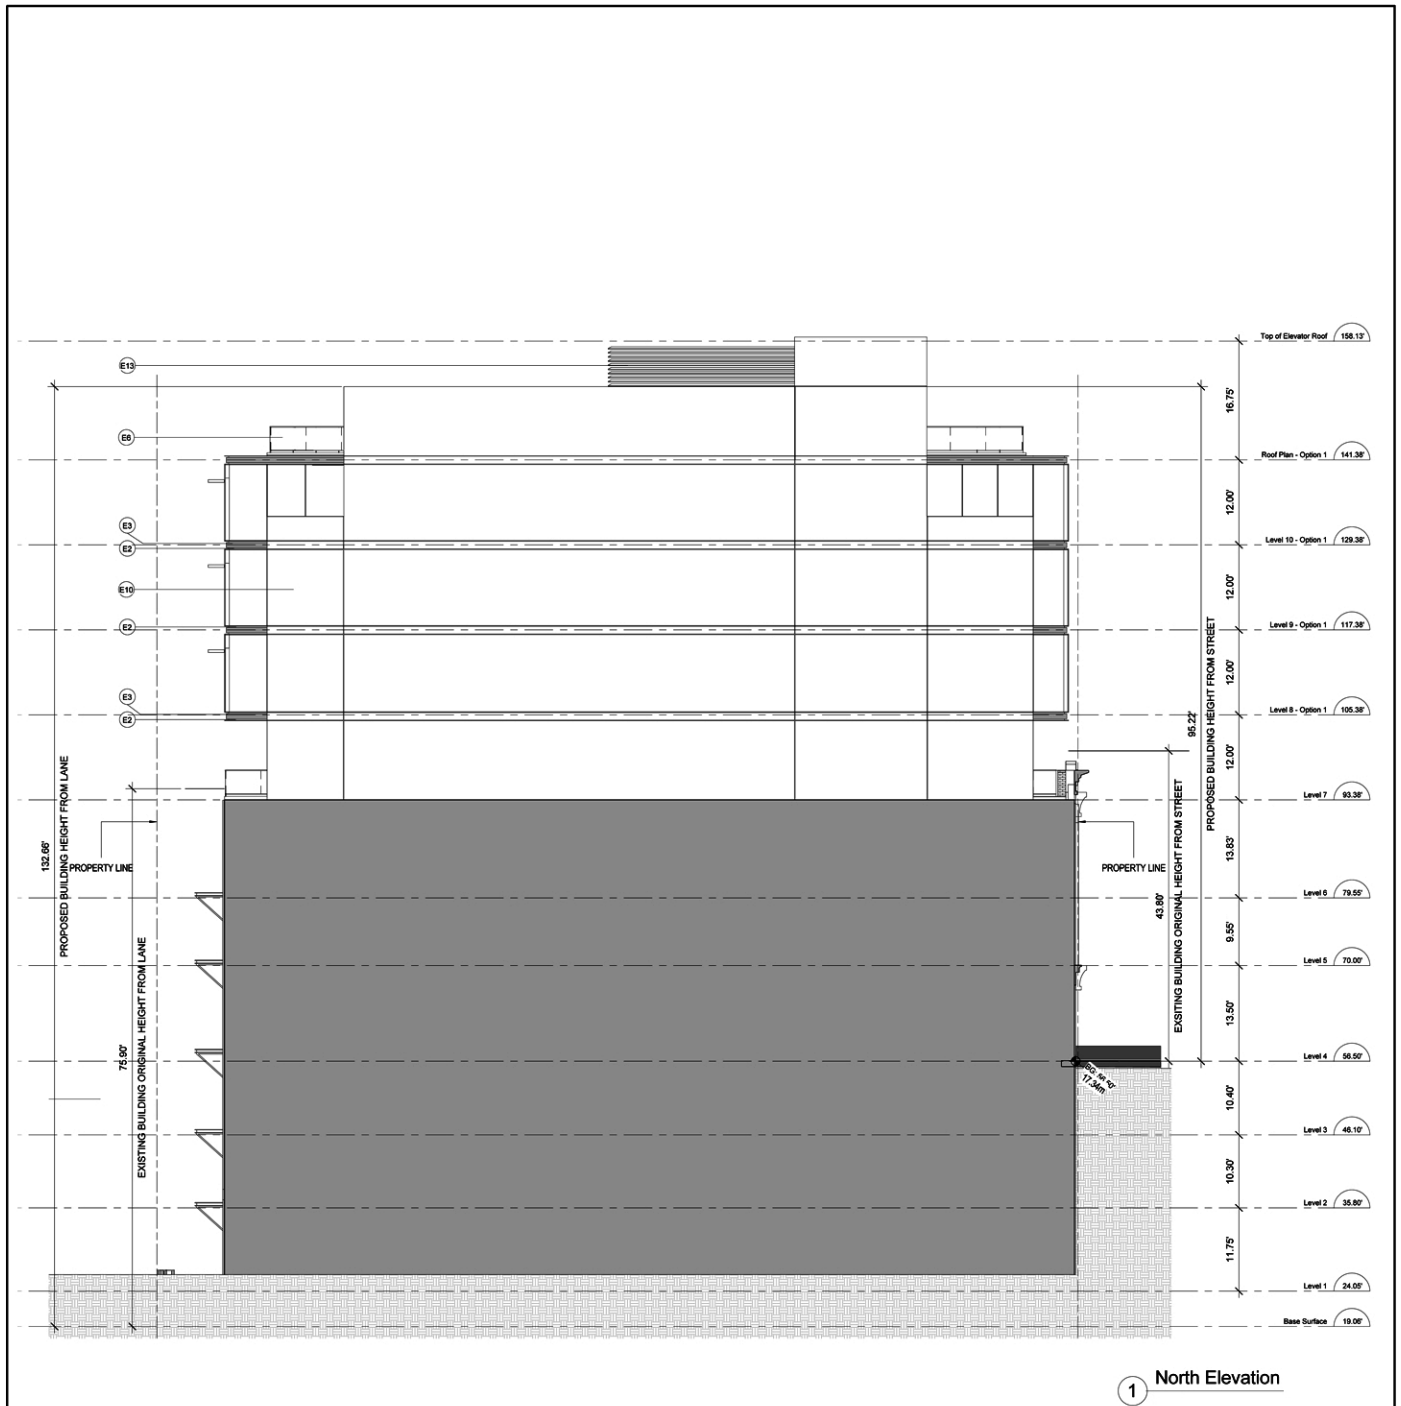 Top of Elevator Roof 158.13'
E13
16.75'
E6
Roof Plan - Option 1 141.38'
12.00'
E3
Level 10 - Option 1 129.38'
E2
E10
12.00'
E2
Level 9 - Option 1 117.38'
12.00'
E3
Level 8 - Option 1 105.38'
E2
95.22'
PROPOSED BUILDING HEIGHT FROM STREET
12.00'
Level 7 93.38'
132.66'
PROPOSED BUILDING HEIGHT FROM LANE
PROPERTY LINE
PROPERTY LINE
13.83'
Level 6 79.55'
43.80'
EXSITING BUILDING ORIGINAL HEIGHT FROM STREET
9.55'
Level 5 70.00'
75.90'
EXISTING BUILDING ORIGINAL HEIGHT FROM LANE
13.50'
Level 4 56.50'
BG: 56.50'
17.34m
10.40'
Level 3 46.10'
10.30'
Level 2 35.80'
11.75'
Level 1 24.05'
Base Surface 19.06'
1 North Elevation